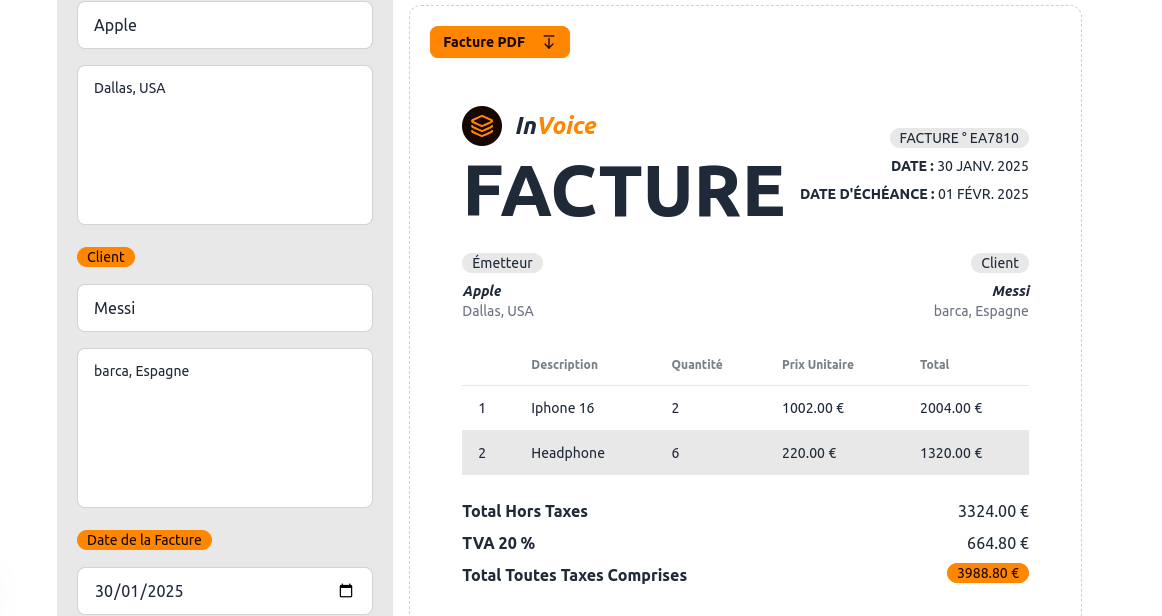 Apple
Dallas, USA
Client
Messi
barca, Espagne
Date de la Facture
30/01/2025
Facture PDF
InVoice
FACTURE
FACTURE ° EA7810
DATE : 30 JANV. 2025
DATE D'ÉCHÉANCE : 01 FÉVR. 2025
Émetteur
Apple
Dallas, USA
Client
Messi
barca, Espagne
Description Quantité Prix Unitaire Total
1 Iphone 16 2 1002.00 € 2004.00 €
2 Headphone 6 220.00 € 1320.00 €
Total Hors Taxes 3324.00 €
TVA 20 % 664.80 €
Total Toutes Taxes Comprises 3988.80 €